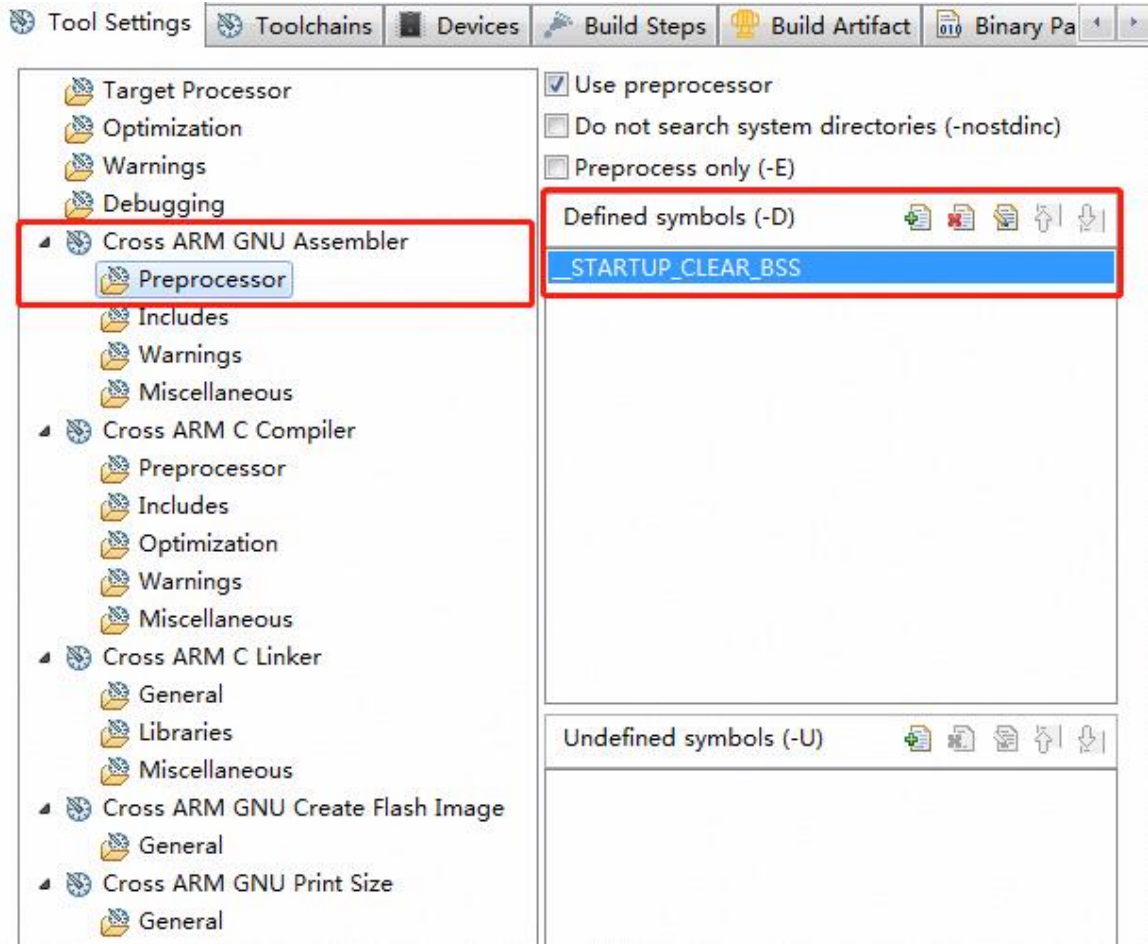 Tool Settings Toolchains Devices Build Steps Build Artifact Binary Pa
Target Processor
Optimization
Warnings
Debugging
Cross ARM GNU Assembler
Preprocessor
Includes
Warnings
Miscellaneous
Cross ARM C Compiler
Preprocessor
Includes
Optimization
Warnings
Miscellaneous
Cross ARM C Linker
General
Libraries
Miscellaneous
Cross ARM GNU Create Flash Image
General
Cross ARM GNU Print Size
General
Use preprocessor
Do not search system directories (-nostdinc)
Preprocess only (-E)
Defined symbols (-D)
__STARTUP_CLEAR_BSS
Undefined symbols (-U)